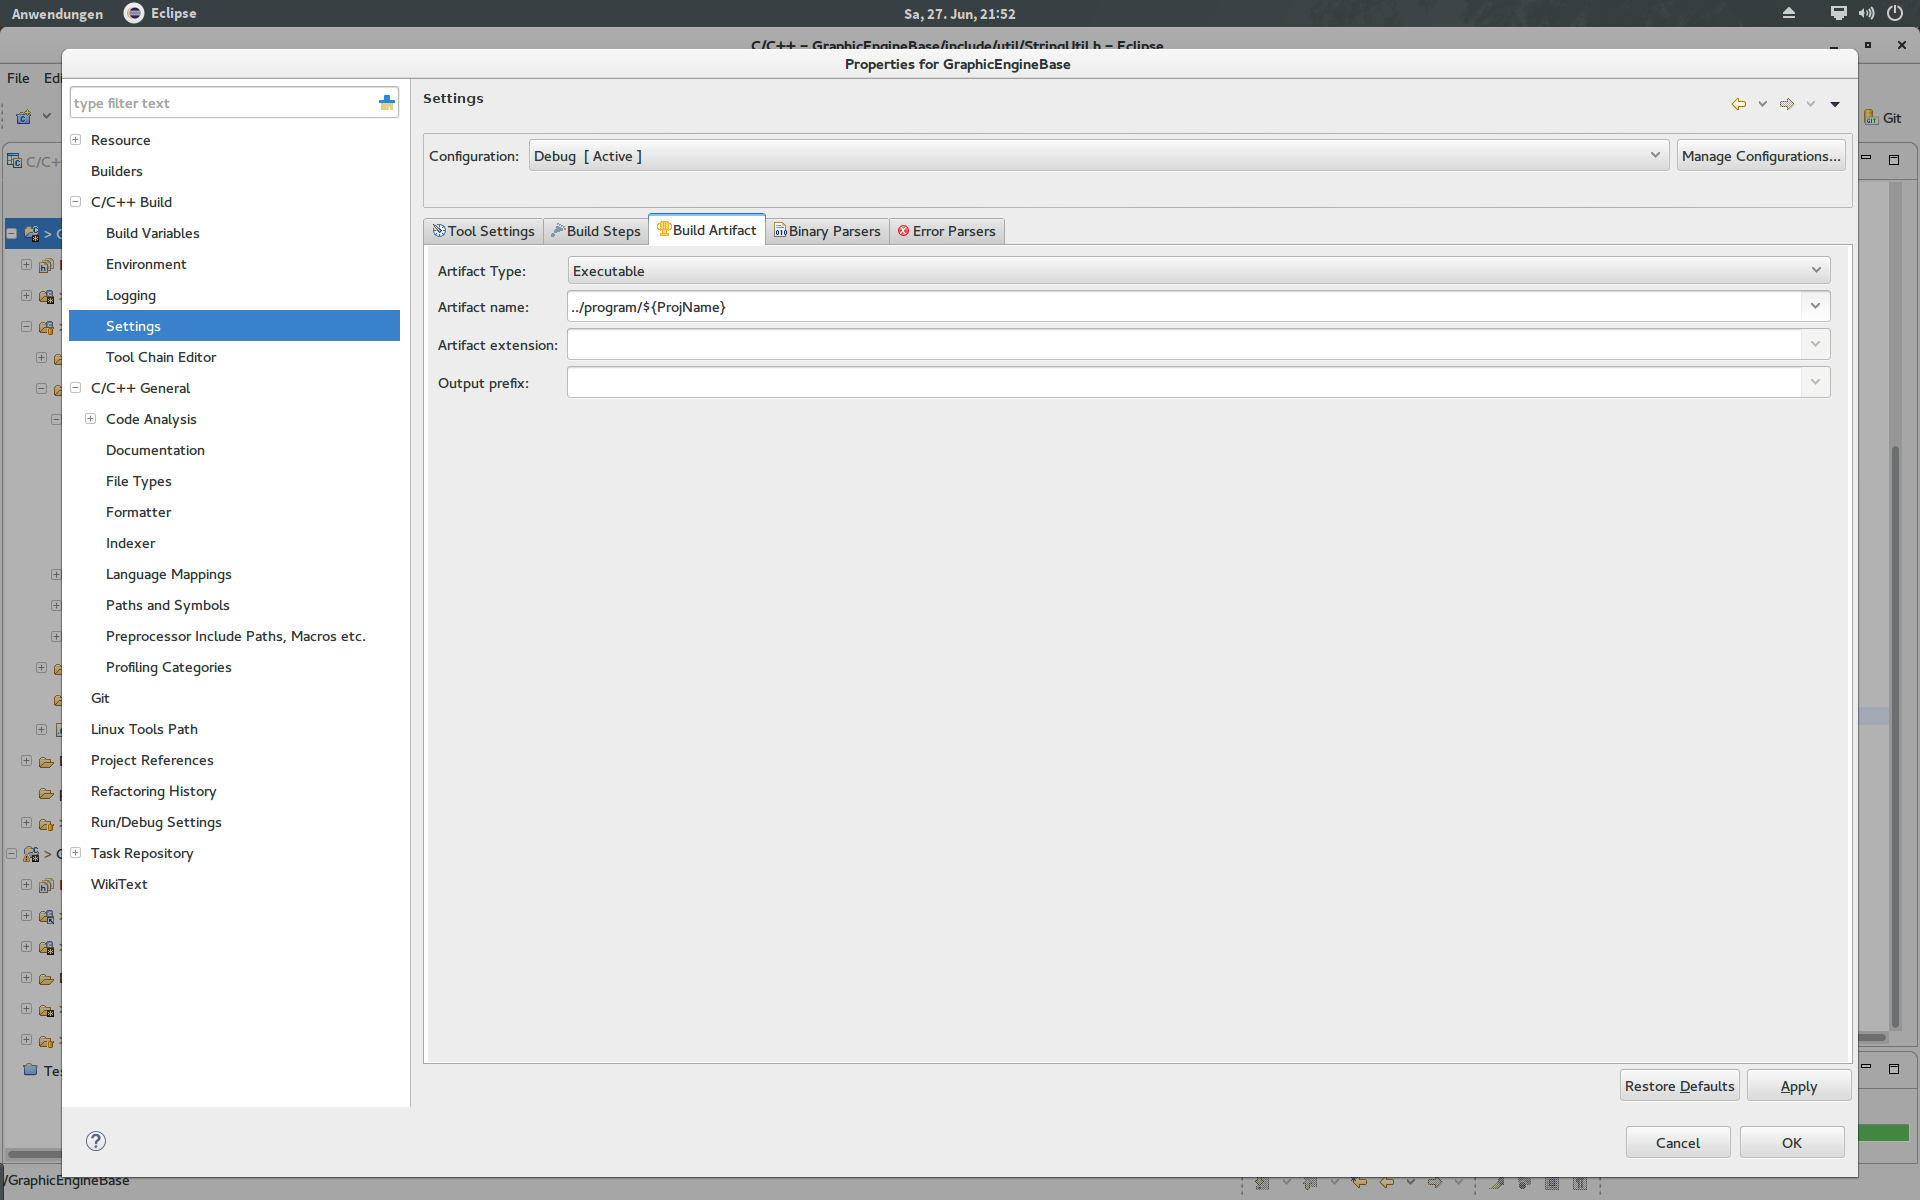 Anwendungen Eclipse Sa, 27. Jun, 21:52
C/C++ – GraphicEngineBase/include/util/StringUtil.h – Eclipse
Properties for GraphicEngineBase
File
type filter text
Settings
Git
Resource
Configuration: Debug [ Active ] Manage Configurations...
Builders
C/C++ Build
Build Variables
Environment
Logging
Settings
Tool Chain Editor
C/C++ General
Code Analysis
Documentation
File Types
Formatter
Indexer
Language Mappings
Paths and Symbols
Preprocessor Include Paths, Macros etc.
Profiling Categories
Git
Linux Tools Path
Project References
Refactoring History
Run/Debug Settings
Task Repository
WikiText
Tool Settings Build Steps Build Artifact Binary Parsers Error Parsers
Artifact Type: Executable
Artifact name: ../program/${ProjName}
Artifact extension:
Output prefix:
Restore Defaults Apply
Cancel OK
/GraphicEngineBase